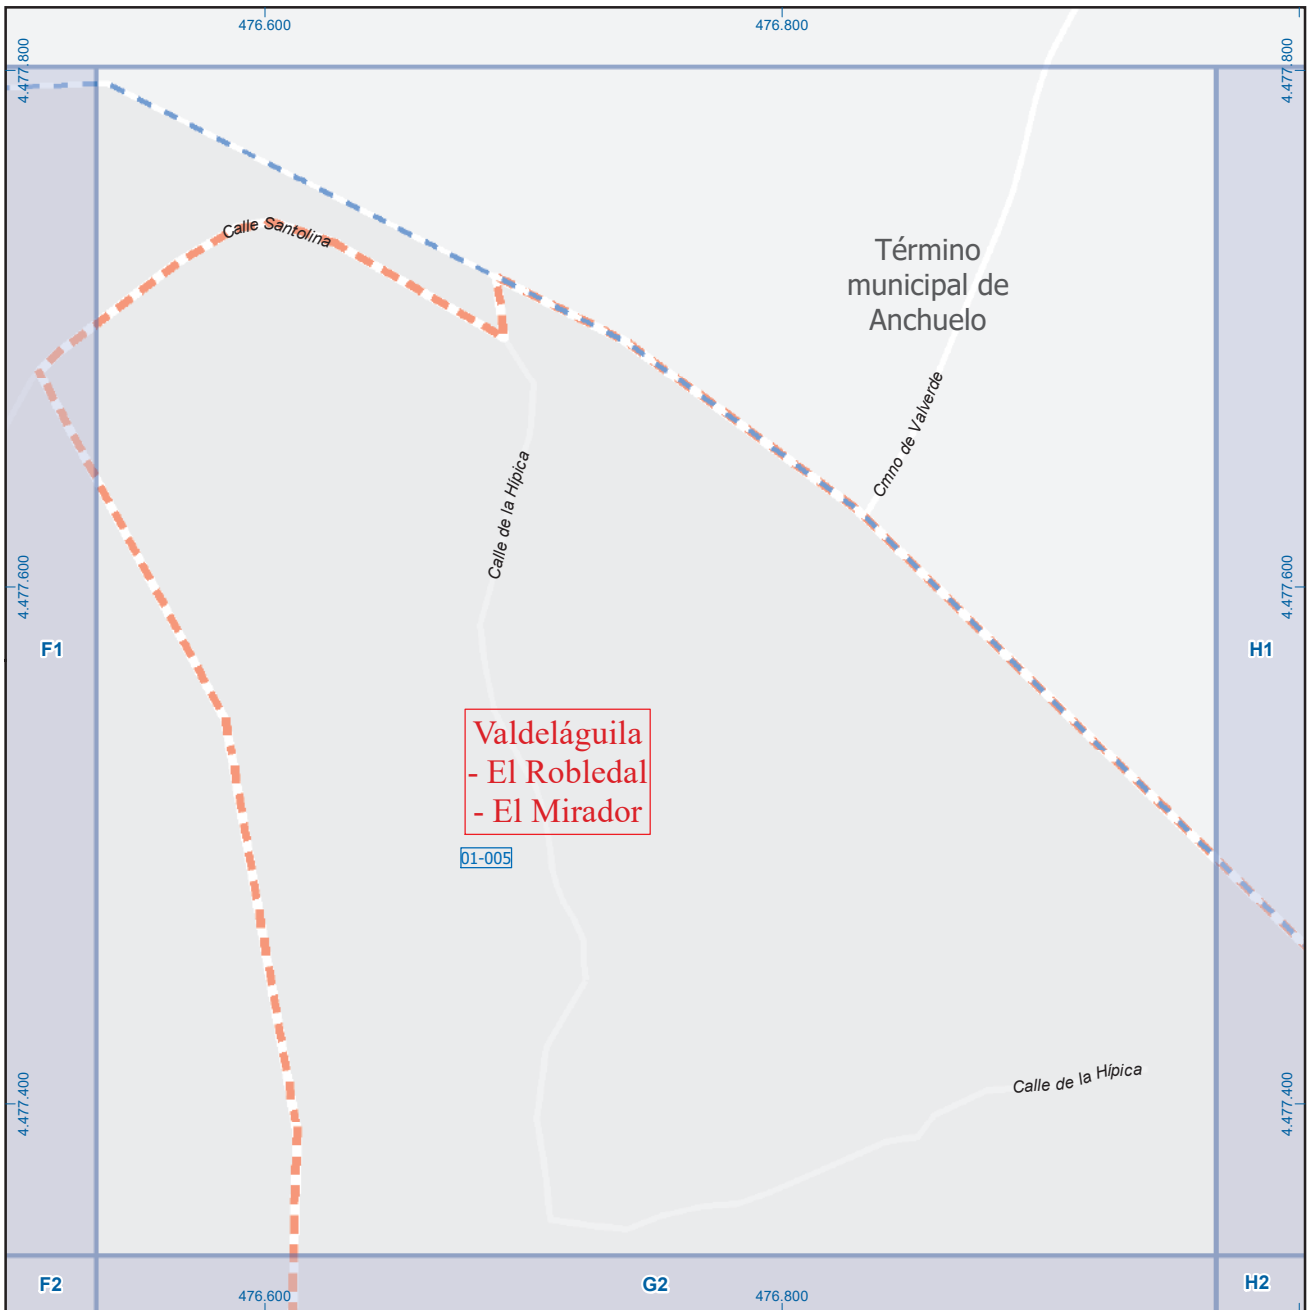 476.600
476.800
4.477.800
4.477.800
Calle Santolina
Término
municipal de
Anchuelo
Cmno de Valverde
Calle de la Hípica
4.477.600
4.477.600
F1
H1
Valdeláguila
- El Robledal
- El Mirador
01-005
Calle de la Hípica
4.477.400
4.477.400
F2
G2
H2
476.600
476.800